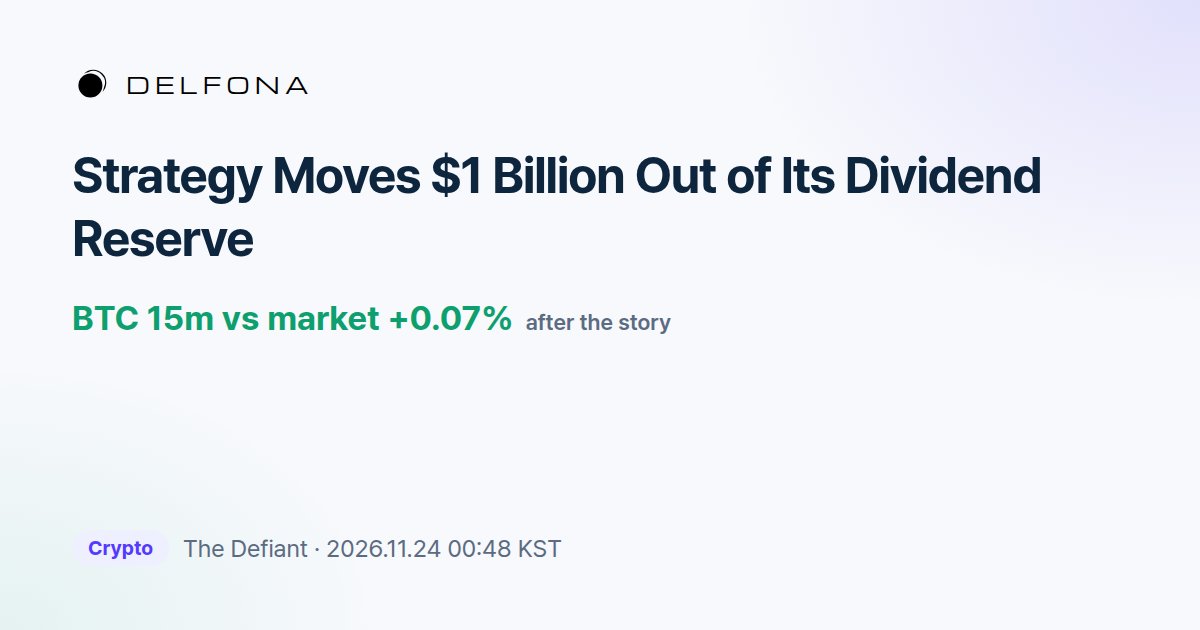 DELFONA
Strategy Moves $1 Billion Out of Its Dividend
Reserve
BTC 15m vs market +0.07% after the story
Crypto The Defiant · 2026.11.24 00:48 KST